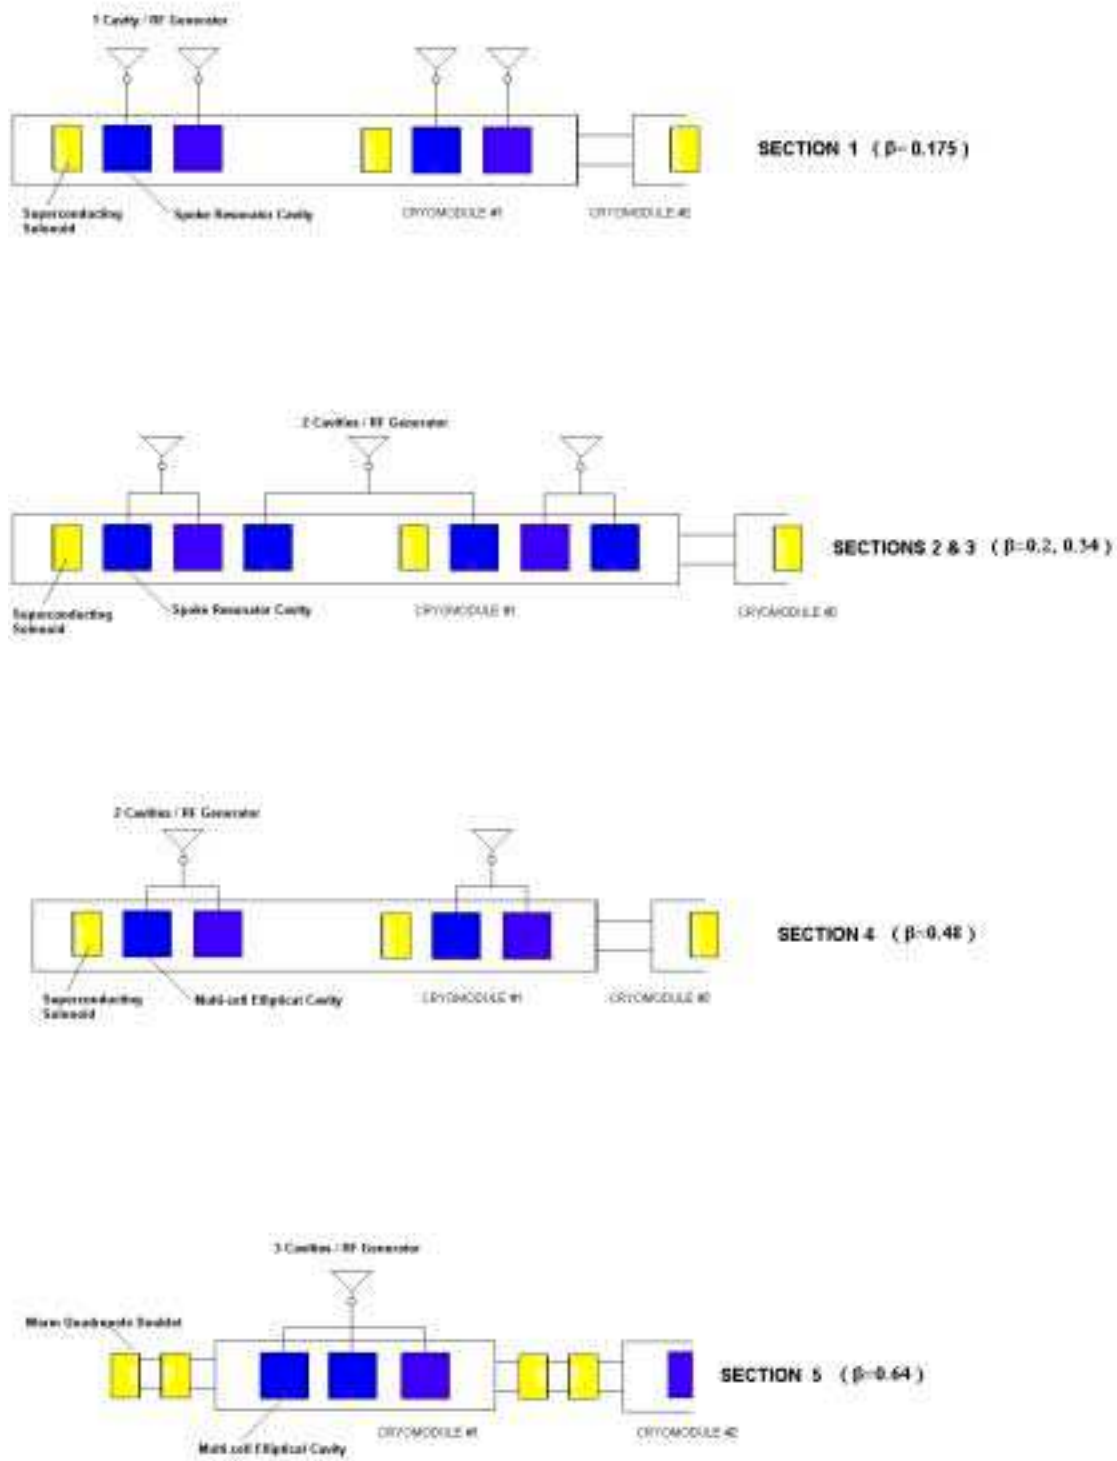 1 Cavity / RF Generator
SECTION 1 ( β= 0.175 )
Superconducting
Solenoid
Spoke Resonator Cavity
CRYOMODULE #1
CRYOMODULE #2
2 Cavities / RF Generator
SECTIONS 2 & 3 ( β=0.2, 0.34 )
Superconducting
Solenoid
Spoke Resonator Cavity
CRYOMODULE #1
CRYOMODULE #2
2 Cavities / RF Generator
SECTION 4 ( β=0.48 )
Superconducting
Solenoid
Multi-cell Elliptical Cavity
CRYOMODULE #1
CRYOMODULE #2
3 Cavities / RF Generator
Warm Quadrupole Doublet
SECTION 5 ( β=0.64 )
CRYOMODULE #1
CRYOMODULE #2
Multi-cell Elliptical Cavity